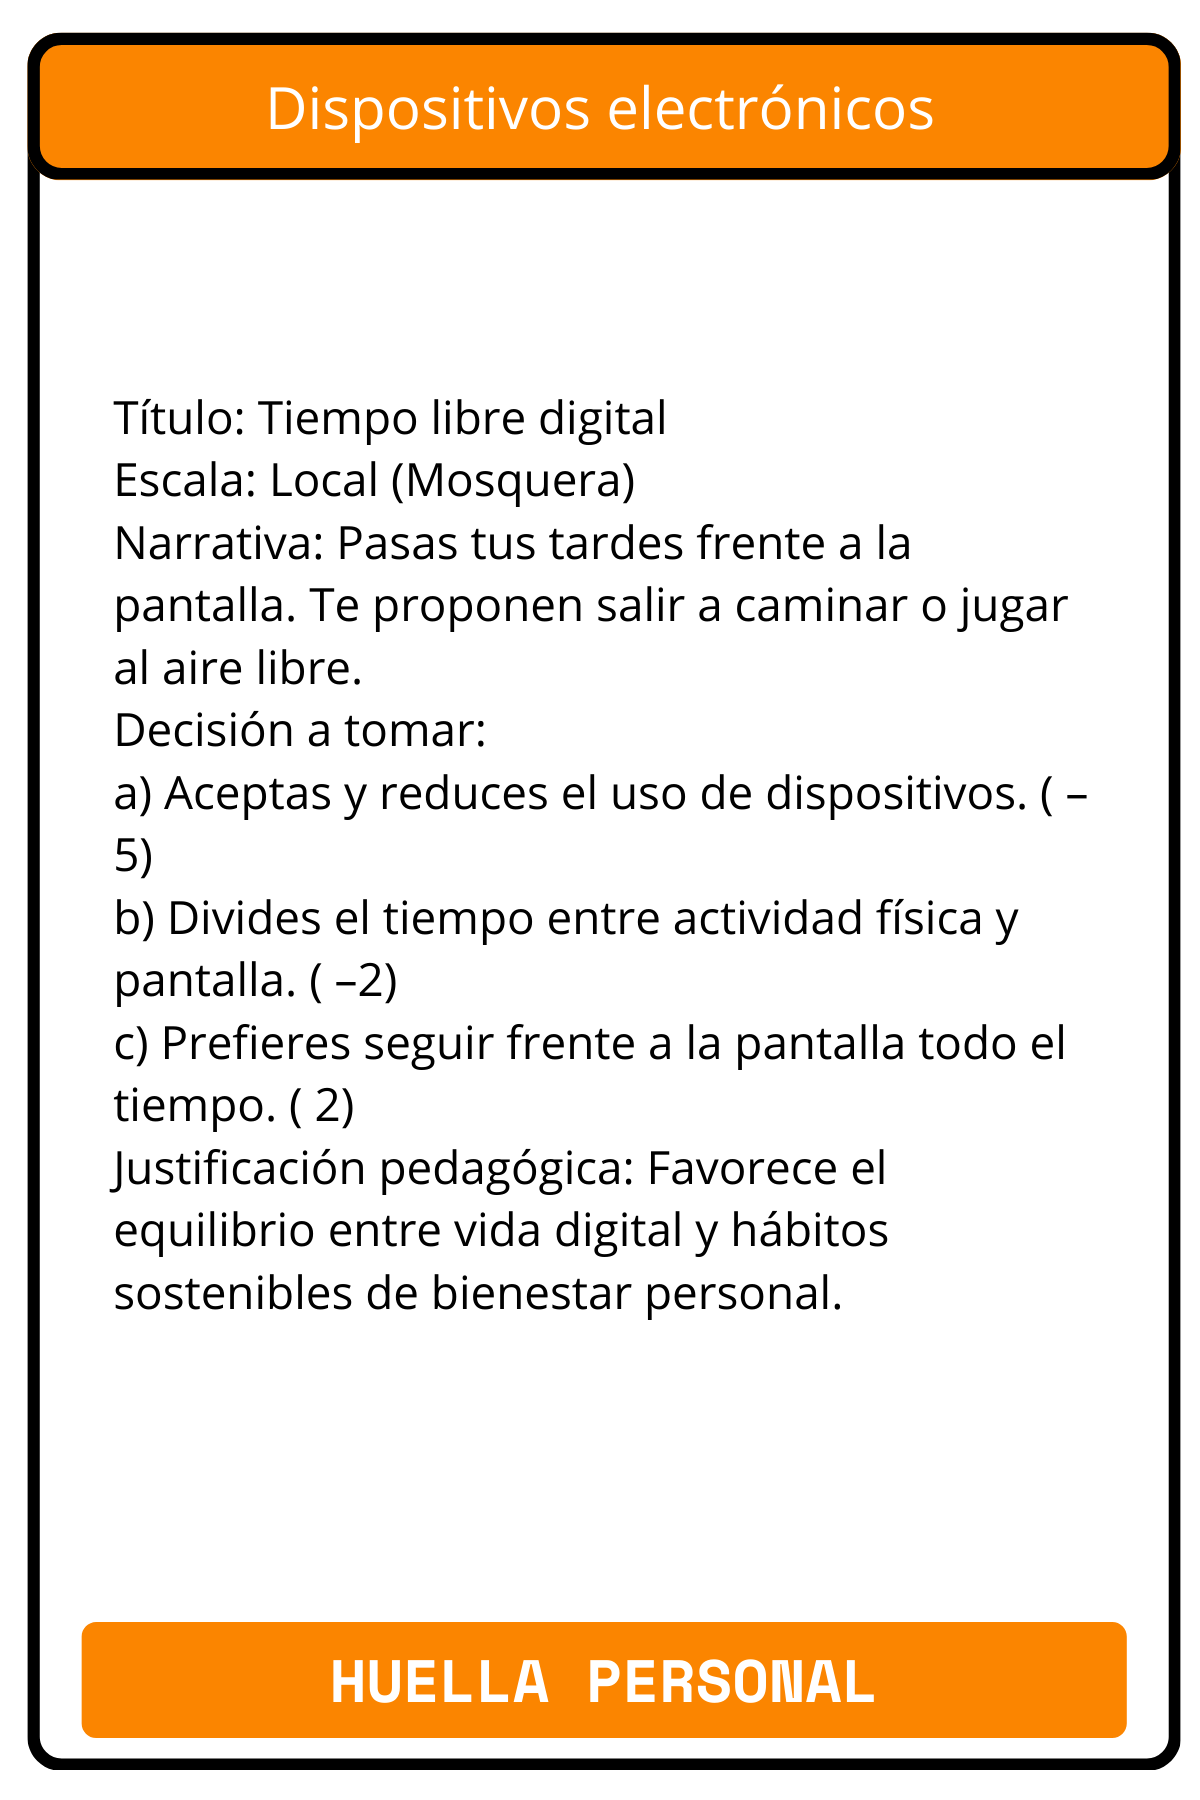 Dispositivos electrónicos
Título: Tiempo libre digital
Escala: Local (Mosquera)
Narrativa: Pasas tus tardes frente a la
pantalla. Te proponen salir a caminar o jugar
al aire libre.
Decisión a tomar:
a) Aceptas y reduces el uso de dispositivos. ( –
5)
b) Divides el tiempo entre actividad física y
pantalla. ( –2)
c) Prefieres seguir frente a la pantalla todo el
tiempo. ( 2)
Justificación pedagógica: Favorece el
equilibrio entre vida digital y hábitos
sostenibles de bienestar personal.
HUELLA PERSONAL